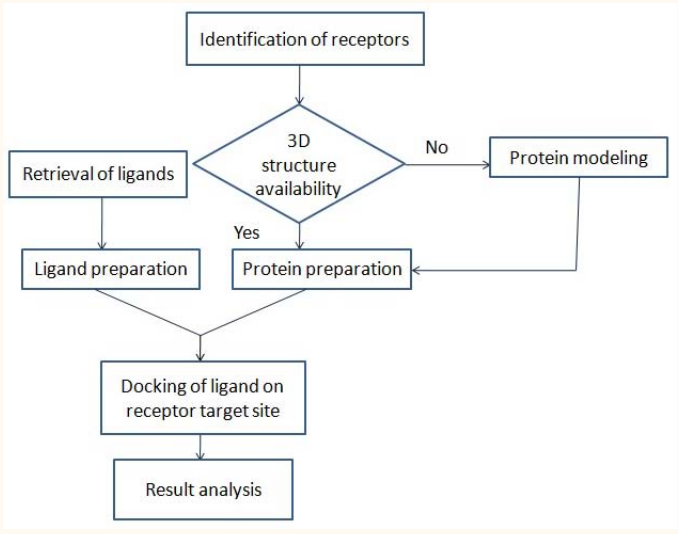 Identification of receptors
3D
structure
availability
No
Protein modeling
Retrieval of ligands
Yes
Ligand preparation
Protein preparation
Docking of ligand on
receptor target site
Result analysis